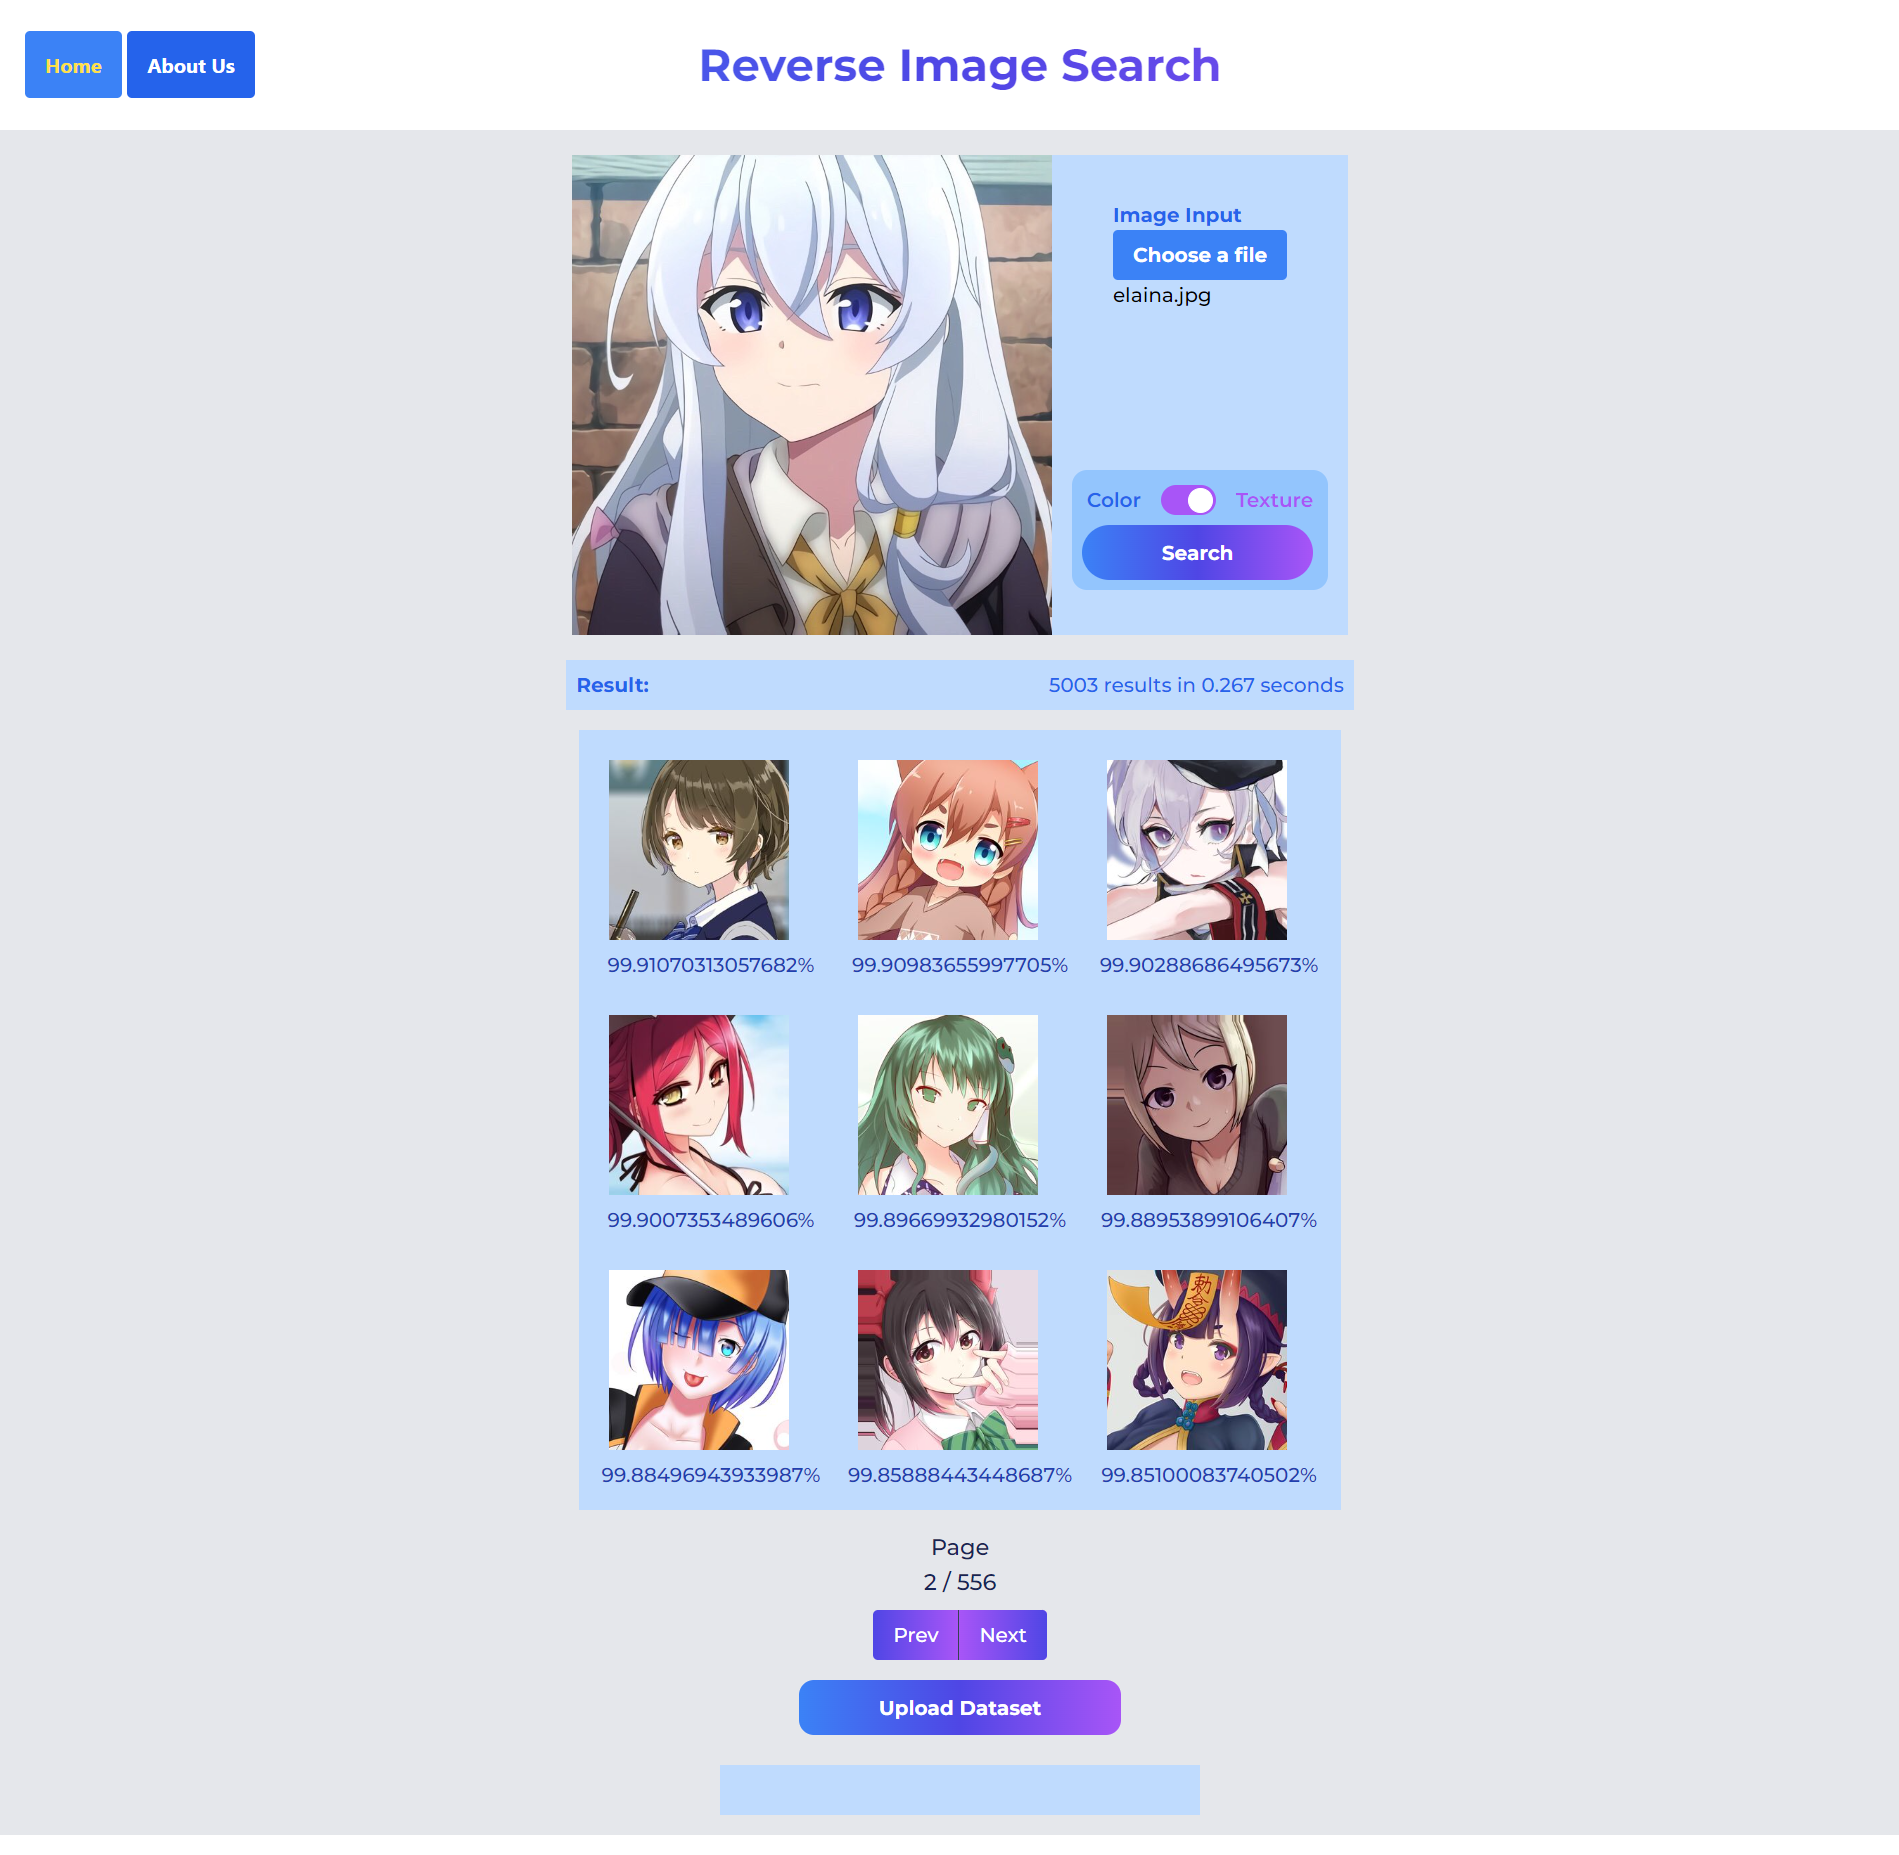 Home
About Us
Reverse Image Search
Image Input
Choose a file
elaina.jpg
Color
Texture
Search
Result:
5003 results in 0.267 seconds
99.91070313057682%
99.90983655997705%
99.90288686495673%
99.9007353489606%
99.89669932980152%
99.88953899106407%
勅令
99.88496943933987%
99.85888443448687%
99.85100083740502%
Page
2 / 556
Prev
Next
Upload Dataset